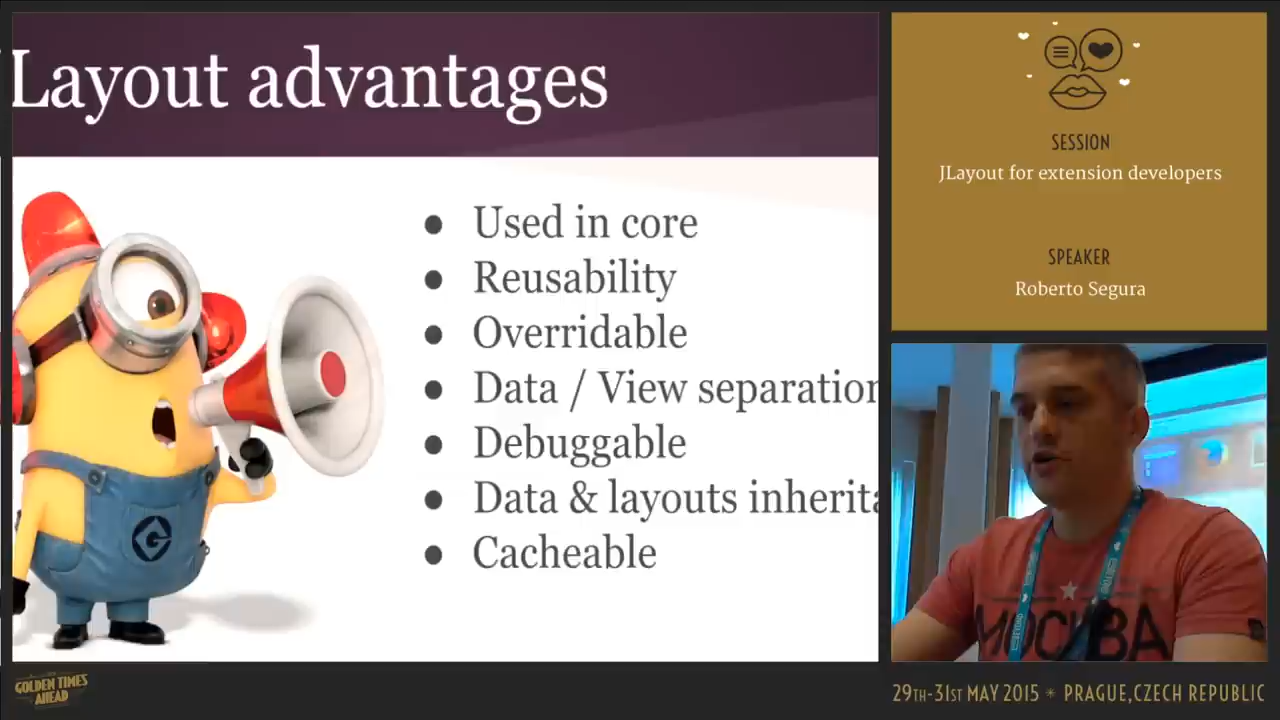 Layout advantages
● Used in core
● Reusability
● Overridable
● Data / View separation
● Debuggable
● Data & layouts inherita
● Cacheable
SESSION
JLayout for extension developers
SPEAKER
Roberto Segura
МОСКВА
GOLDEN TIMES
AHEAD
29TH-31ST MAY 2015 * PRAGUE,CZECH REPUBLIC